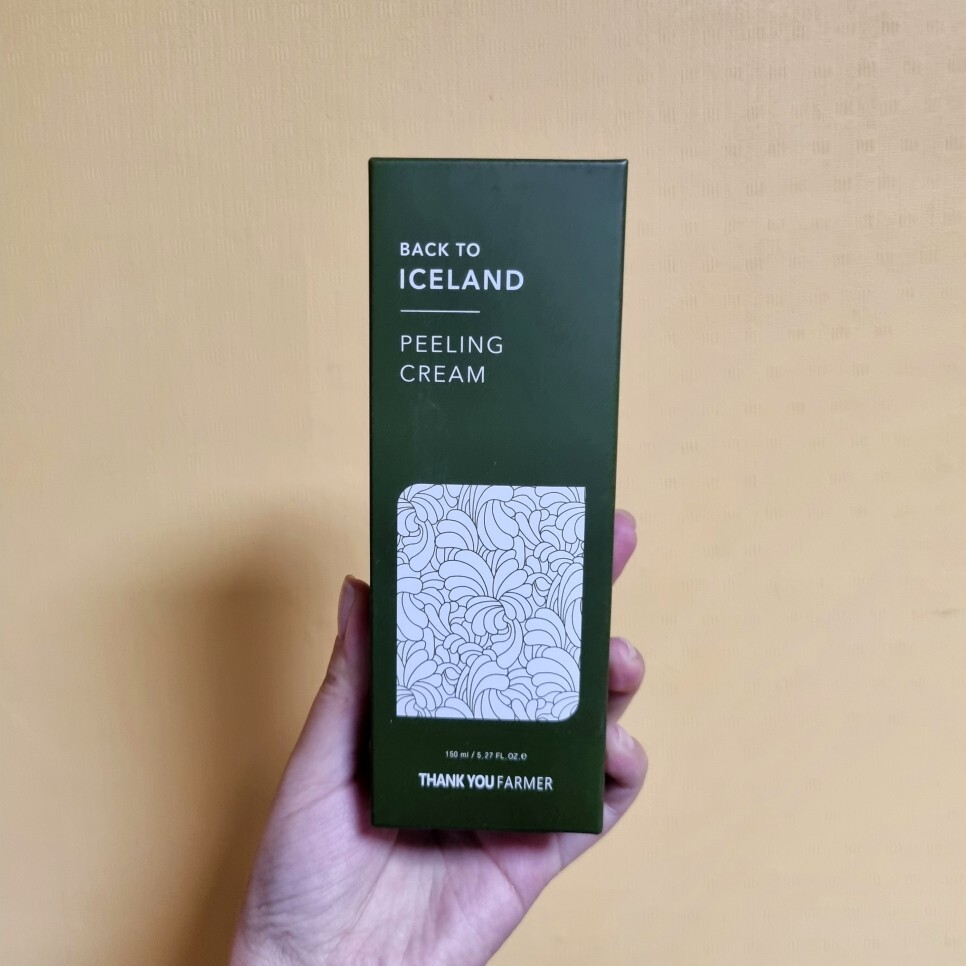 BACK TO
ICELAND
PEELING
CREAM
150 ml / 5.27 FL.OZ.℮
THANK YOU FARMER